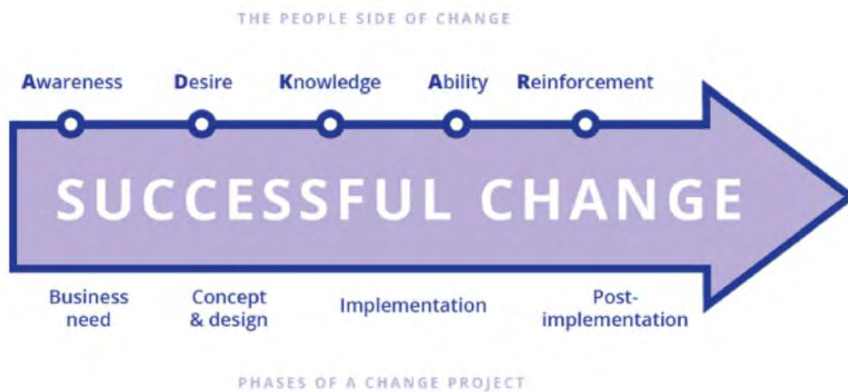 THE PEOPLE SIDE OF CHANGE
Awareness Desire Knowledge Ability Reinforcement
SUCCESSFUL CHANGE
Business need
Concept & design
Implementation
Post-implementation
PHASES OF A CHANGE PROJECT